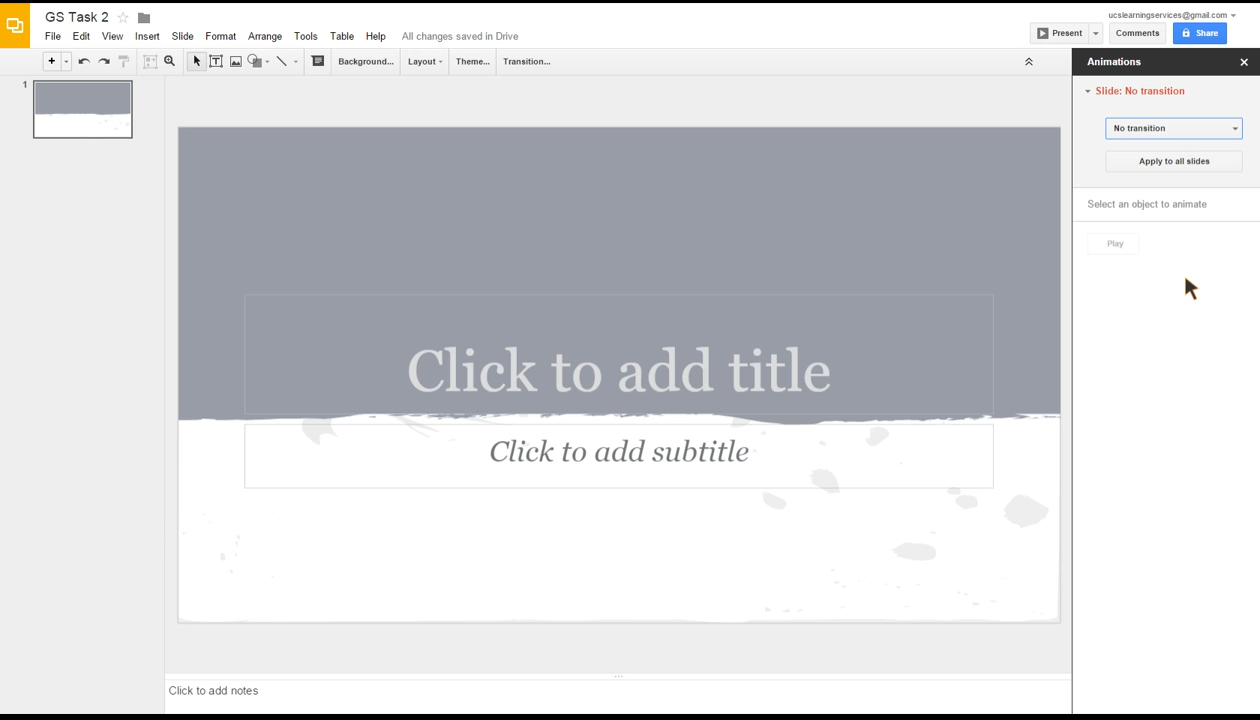 GS Task 2
ucslearningservices@gmail.com
File Edit View Insert Slide Format Arrange Tools Table Help All changes saved in Drive
Present Comments Share
Background... Layout Theme... Transition...
Animations
1
Slide: No transition
No transition
Apply to all slides
Select an object to animate
Play
Click to add title
Click to add subtitle
Click to add notes